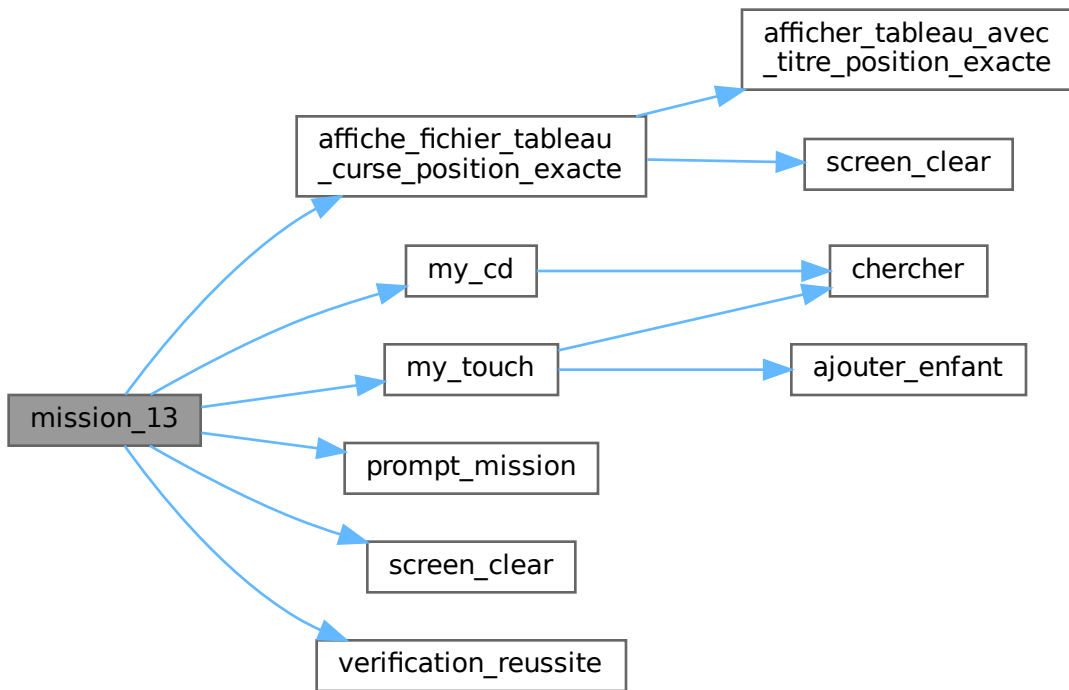 afficher_tableau_avec
_titre_position_exacte
affiche_fichier_tableau
_curse_position_exacte
screen_clear
my_cd
chercher
my_touch
ajouter_enfant
mission_13
prompt_mission
screen_clear
verification_reussite